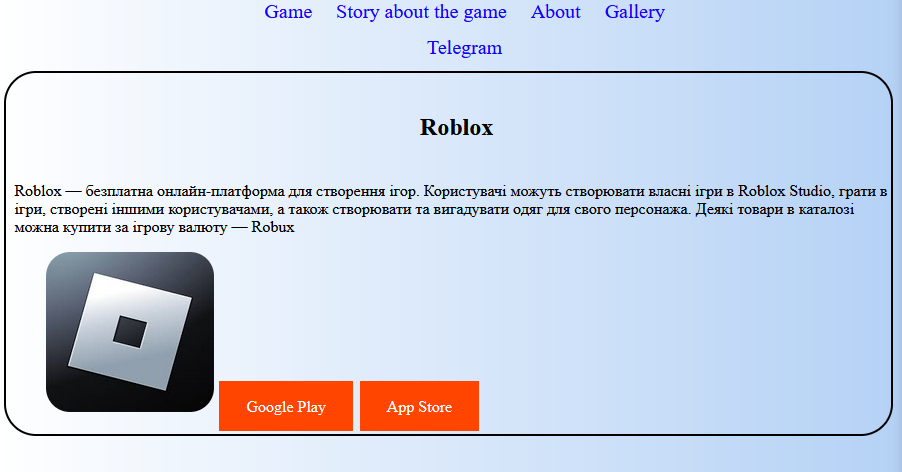 Game Story about the game About Gallery
Telegram
Roblox
Roblox — безплатна онлайн-платформа для створення ігор. Користувачі можуть створювати власні ігри в Roblox Studio, грати в
ігри, створені іншими користувачами, а також створювати та вигадувати одяг для свого персонажа. Деякі товари в каталозі
можна купити за ігрову валюту — Robux
Google Play App Store